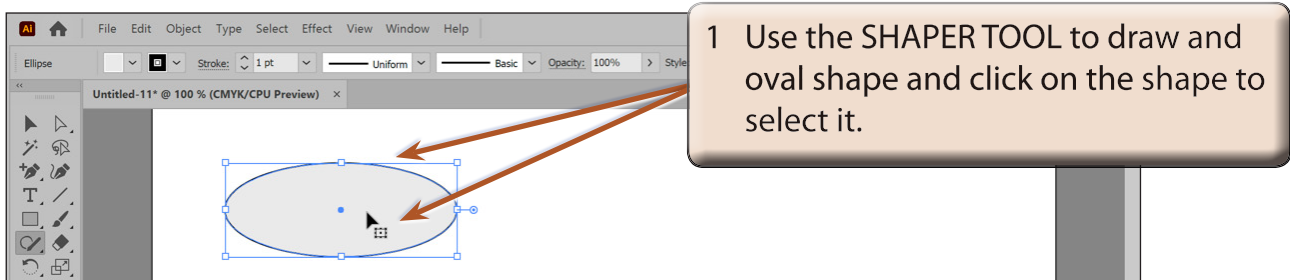 Ai File Edit Object Type Select Effect View Window Help
Ellipse Stroke: 1 pt Uniform Basic Opacity: 100% Style
Untitled-11* @ 100 % (CMYK/CPU Preview) ×
1 Use the SHAPER TOOL to draw and
oval shape and click on the shape to
select it.